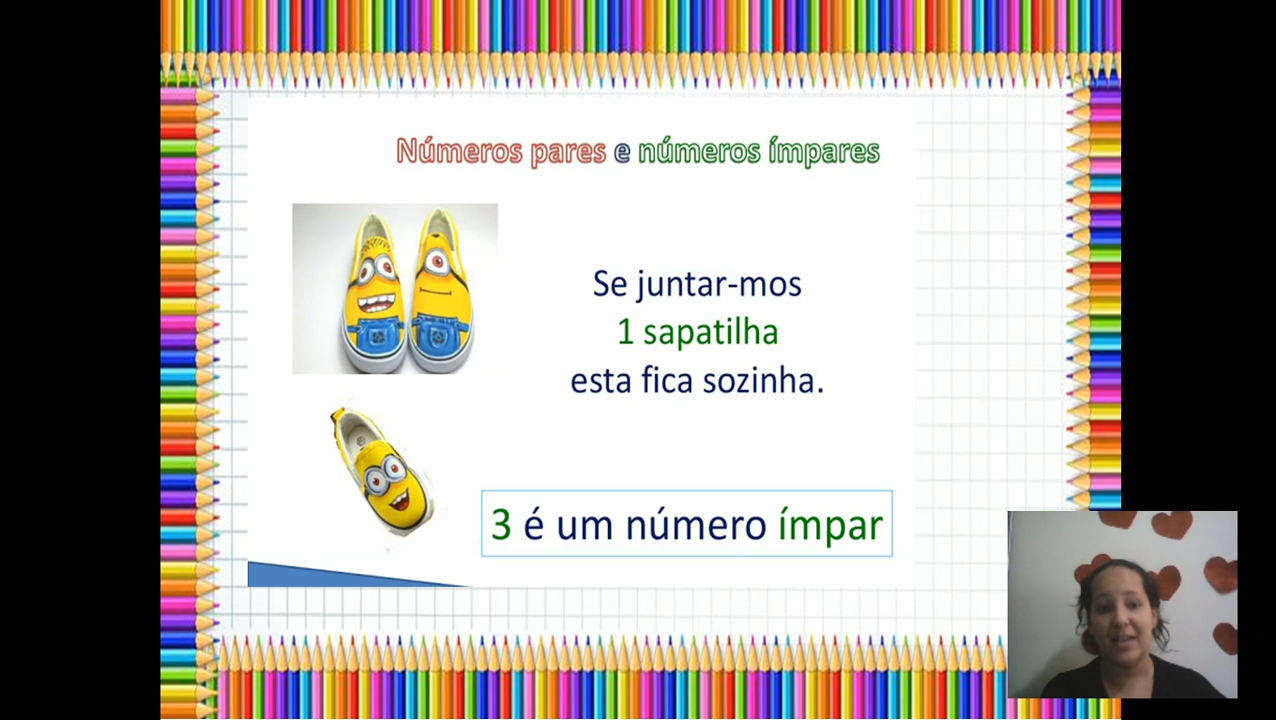 Números pares e números ímpares
Se juntar-mos
1 sapatilha
esta fica sozinha.
3 é um número ímpar